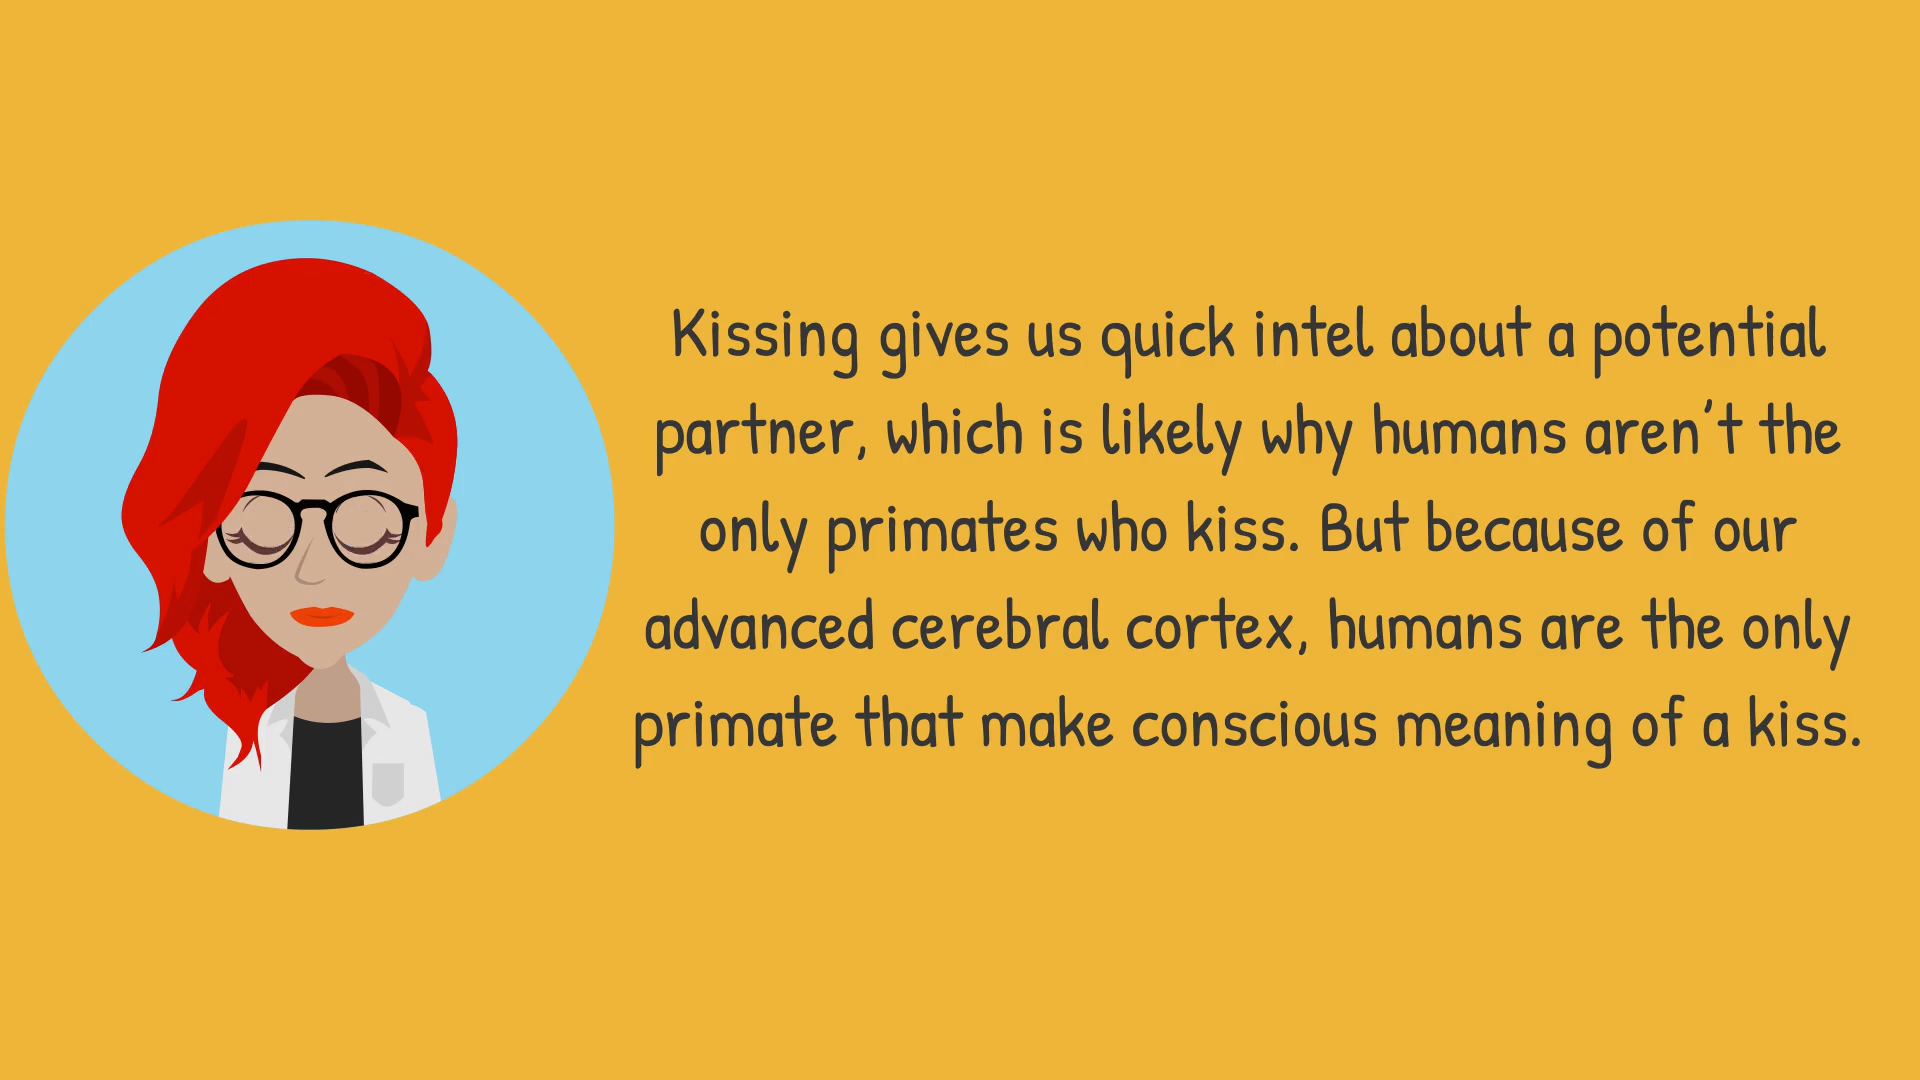 Kissing gives us quick intel about a potential
partner, which is likely why humans aren't the
only primates who kiss. But because of our
advanced cerebral cortex, humans are the only
primate that make conscious meaning of a kiss.